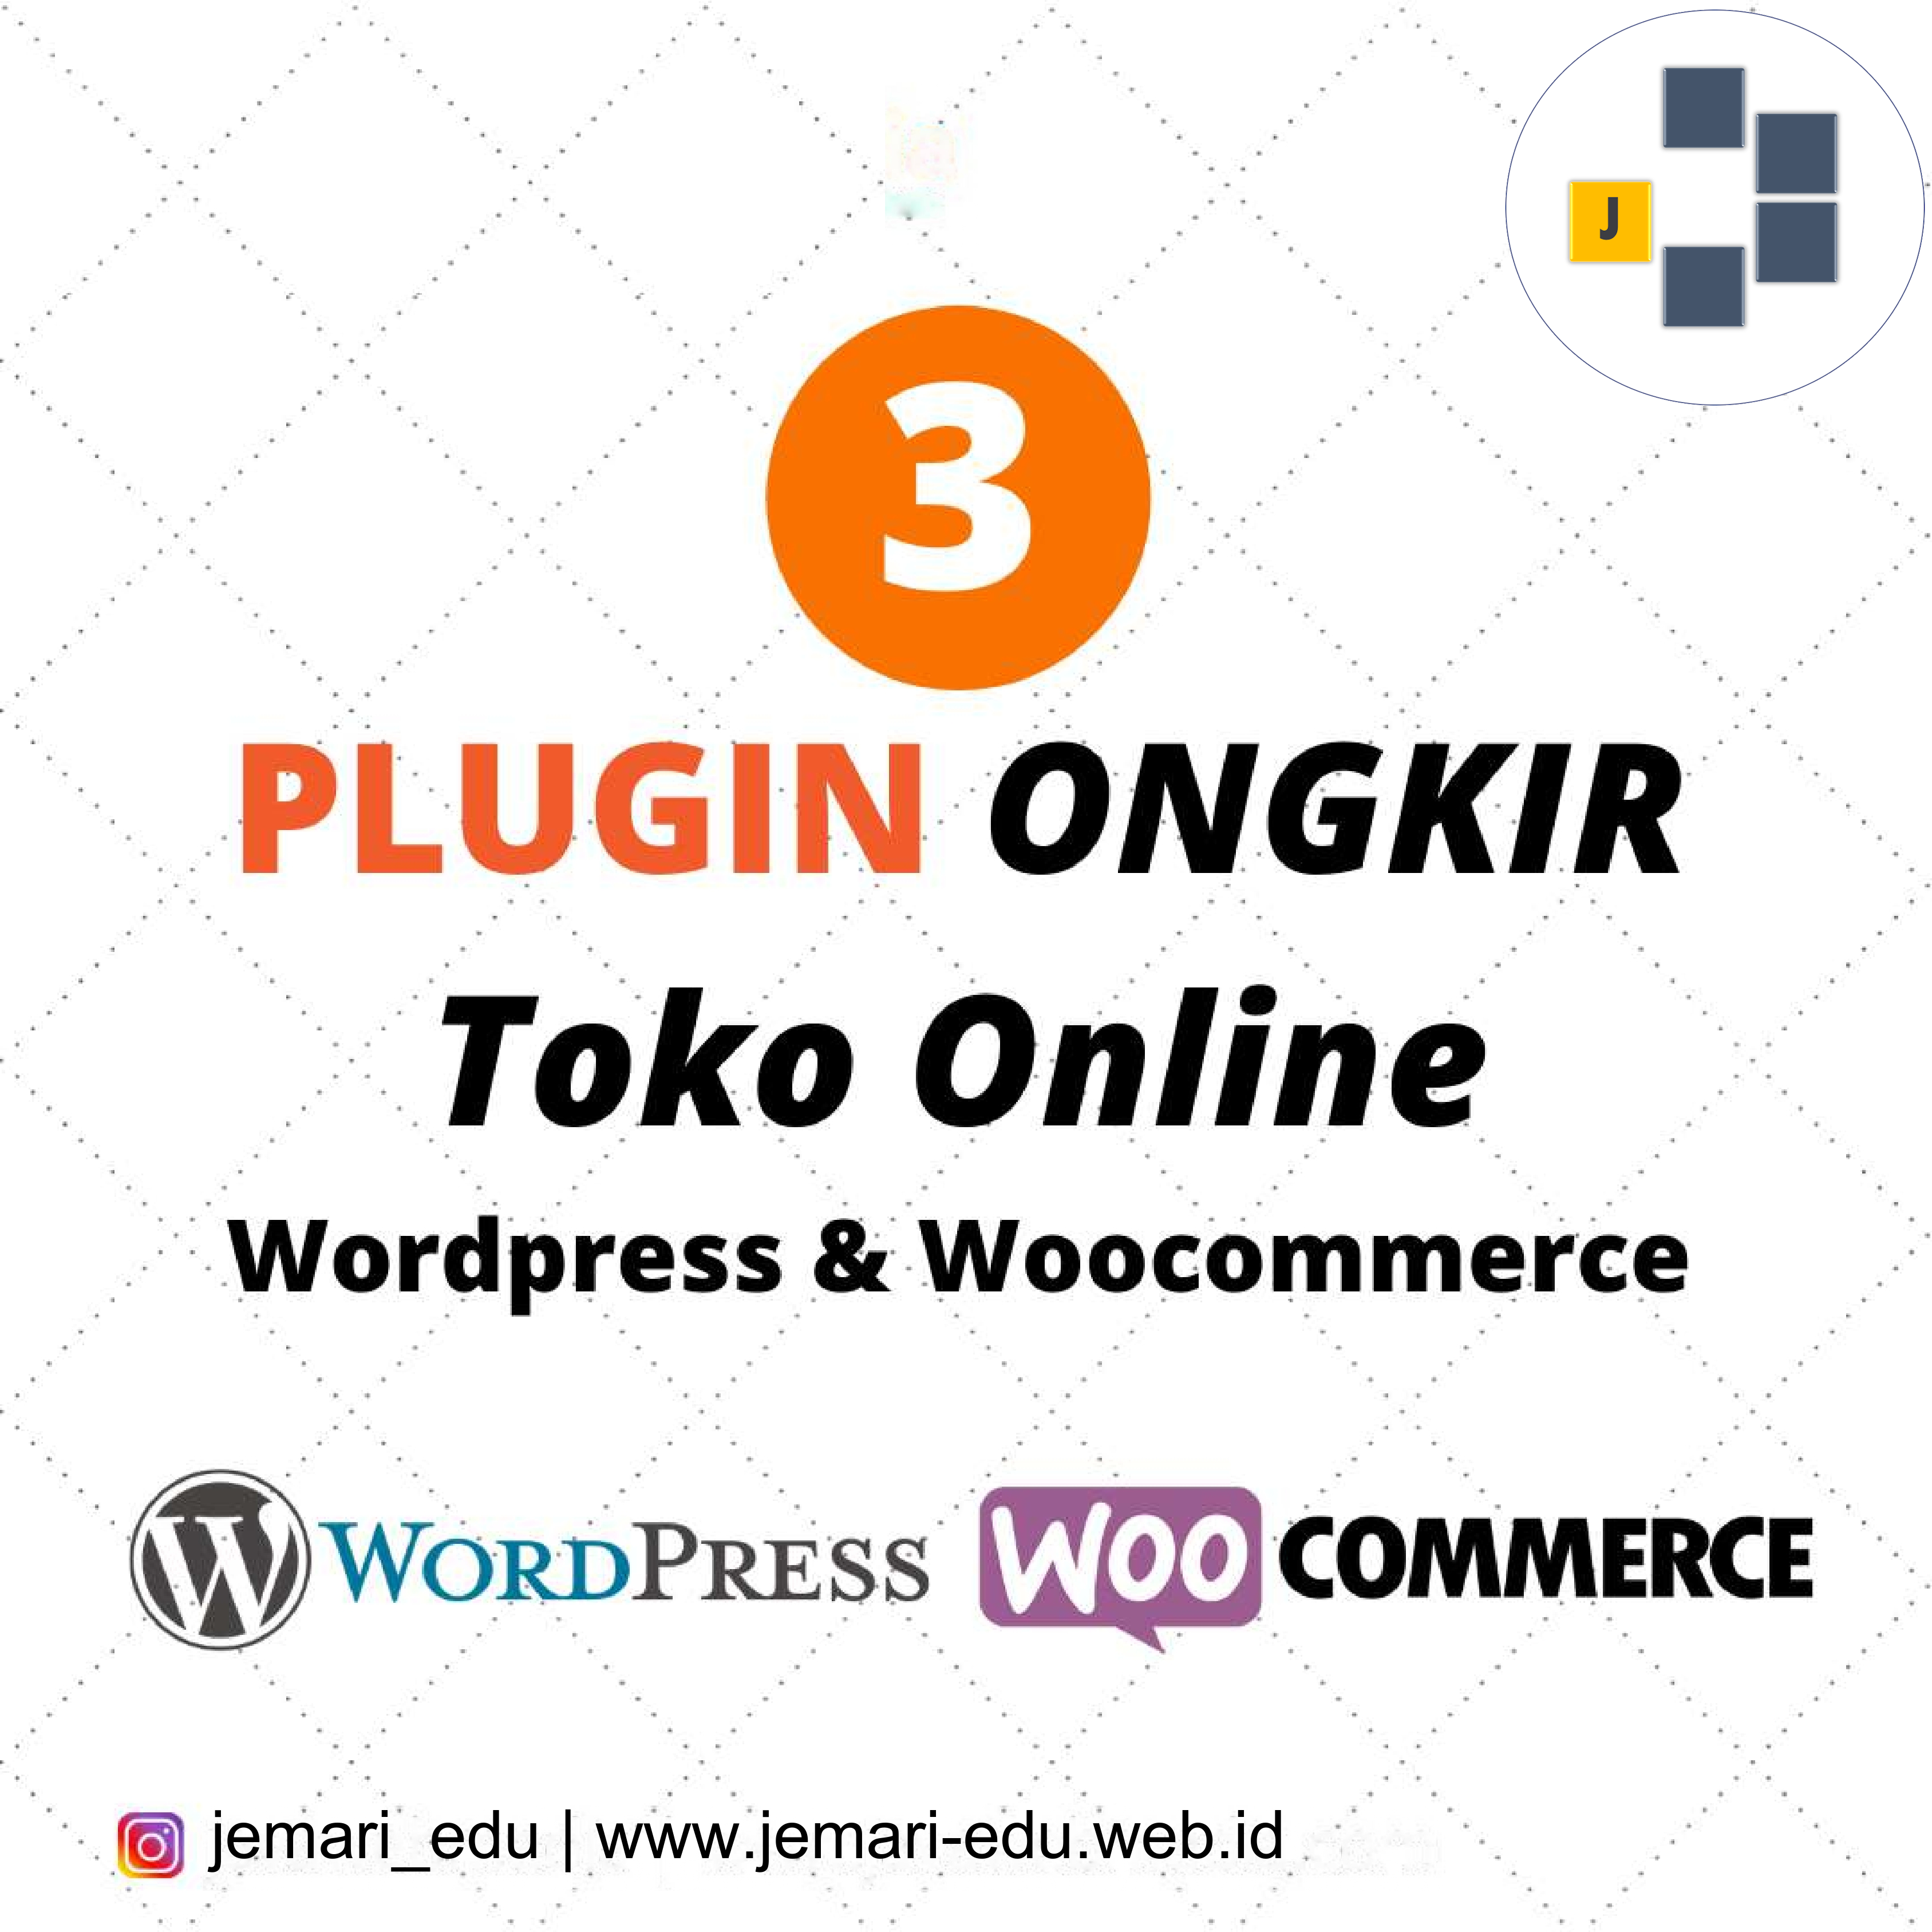 J
3
PLUGIN ONGKIR
Toko Online
Wordpress & Woocommerce
W WORDPRESS WOO COMMERCE
jemari_edu | www.jemari-edu.web.id